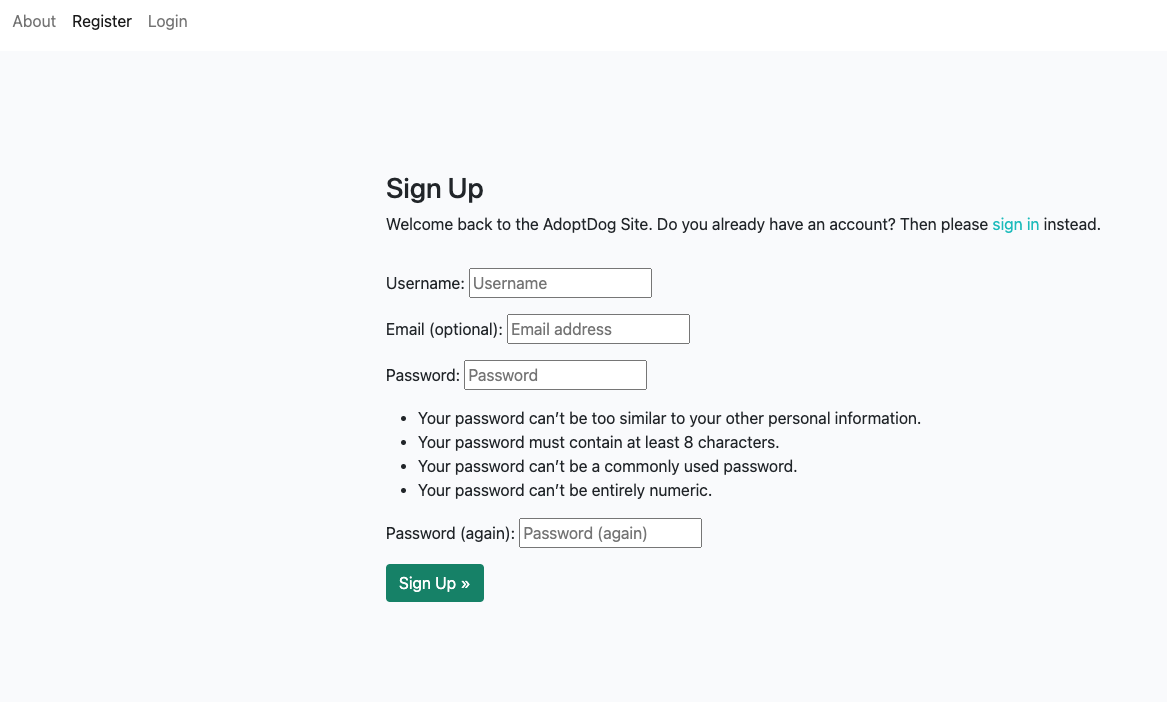 About Register Login
Sign Up
Welcome back to the AdoptDog Site. Do you already have an account? Then please sign in instead.
Username: Username
Email (optional): Email address
Password: Password
• Your password can’t be too similar to your other personal information.
• Your password must contain at least 8 characters.
• Your password can’t be a commonly used password.
• Your password can’t be entirely numeric.
Password (again): Password (again)
Sign Up »